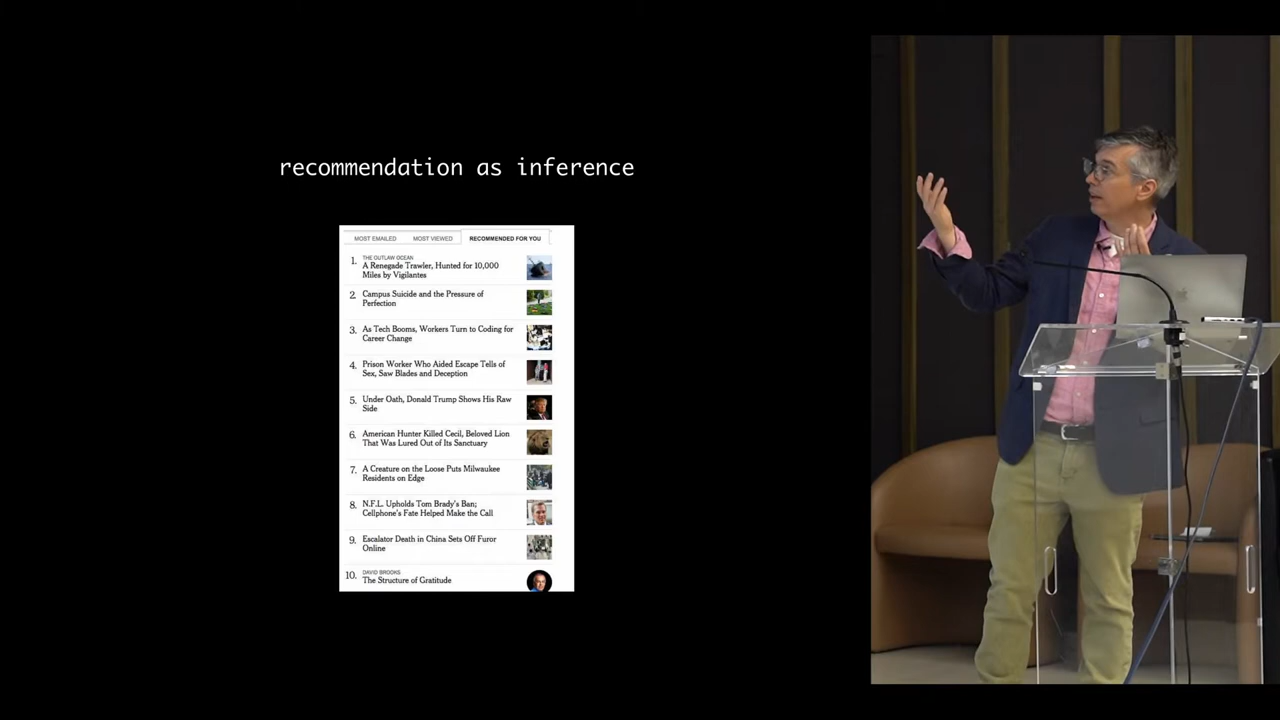 recommendation as inference
MOST EMAILED MOST VIEWED RECOMMENDED FOR YOU
1. THE OUTLAW OCEAN
A Renegade Trawler, Hunted for 10,000
Miles by Vigilantes
2. Campus Suicide and the Pressure of
Perfection
3. As Tech Booms, Workers Turn to Coding for
Career Change
4. Prison Worker Who Aided Escape Tells of
Sex, Saw Blades and Deception
5. Under Oath, Donald Trump Shows His Raw
Side
6. American Hunter Killed Cecil, Beloved Lion
That Was Lured Out of Its Sanctuary
7. A Creature on the Loose Puts Milwaukee
Residents on Edge
8. N.F.L. Upholds Tom Brady's Ban;
Cellphone's Fate Helped Make the Call
9. Escalator Death in China Sets Off Furor
Online
10. DAVID BROOKS
The Structure of Gratitude